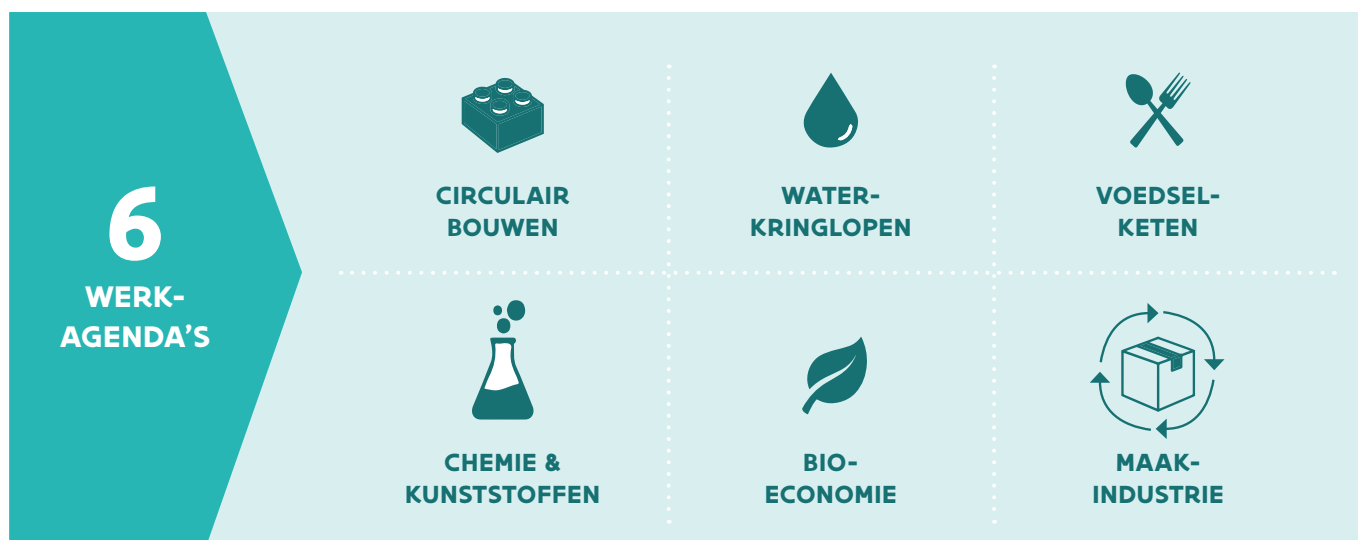 6
WERK-
AGENDA’S
CIRCULAIR
BOUWEN
WATER-
KRINGLOPEN
VOEDSEL-
KETEN
CHEMIE &
KUNSTSTOFFEN
BIO-
ECONOMIE
MAAK-
INDUSTRIE